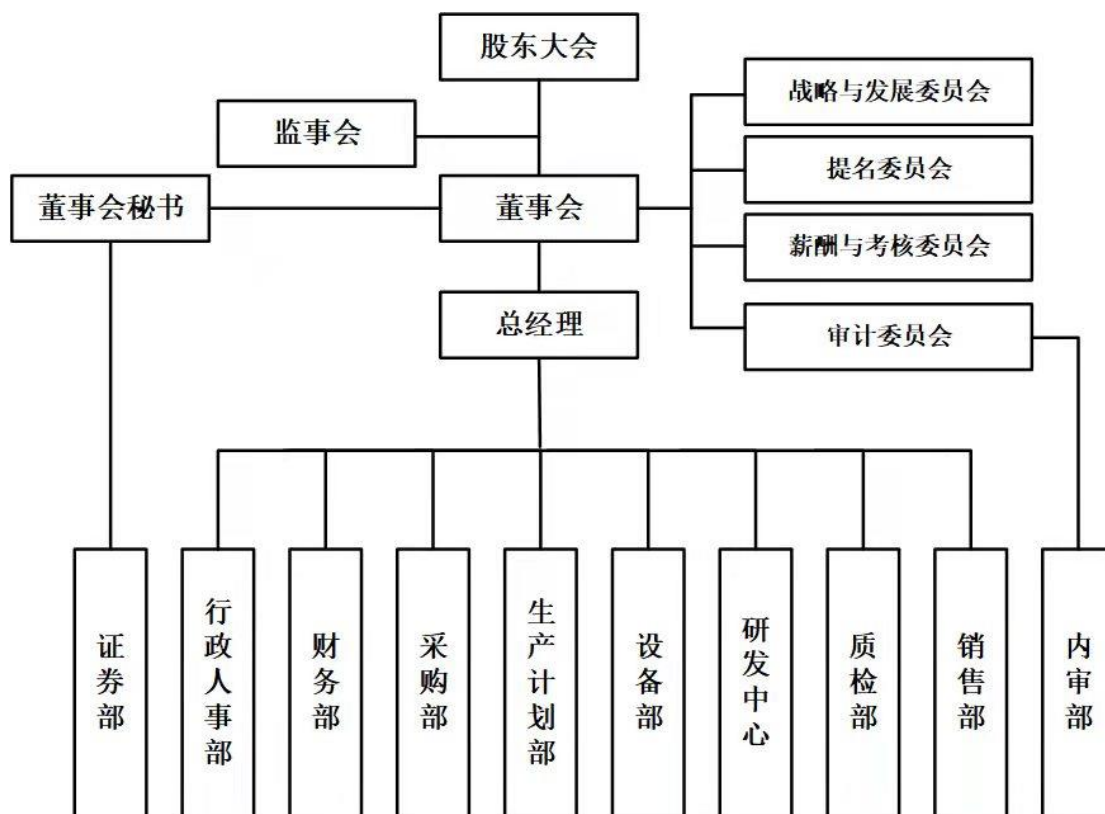 股东大会
战略与发展委员会
监事会
提名委员会
董事会秘书
董事会
薪酬与考核委员会
总经理
审计委员会
证券部
行政人事部
财务部
采购部
生产计划部
设备部
研发中心
质检部
销售部
内审部